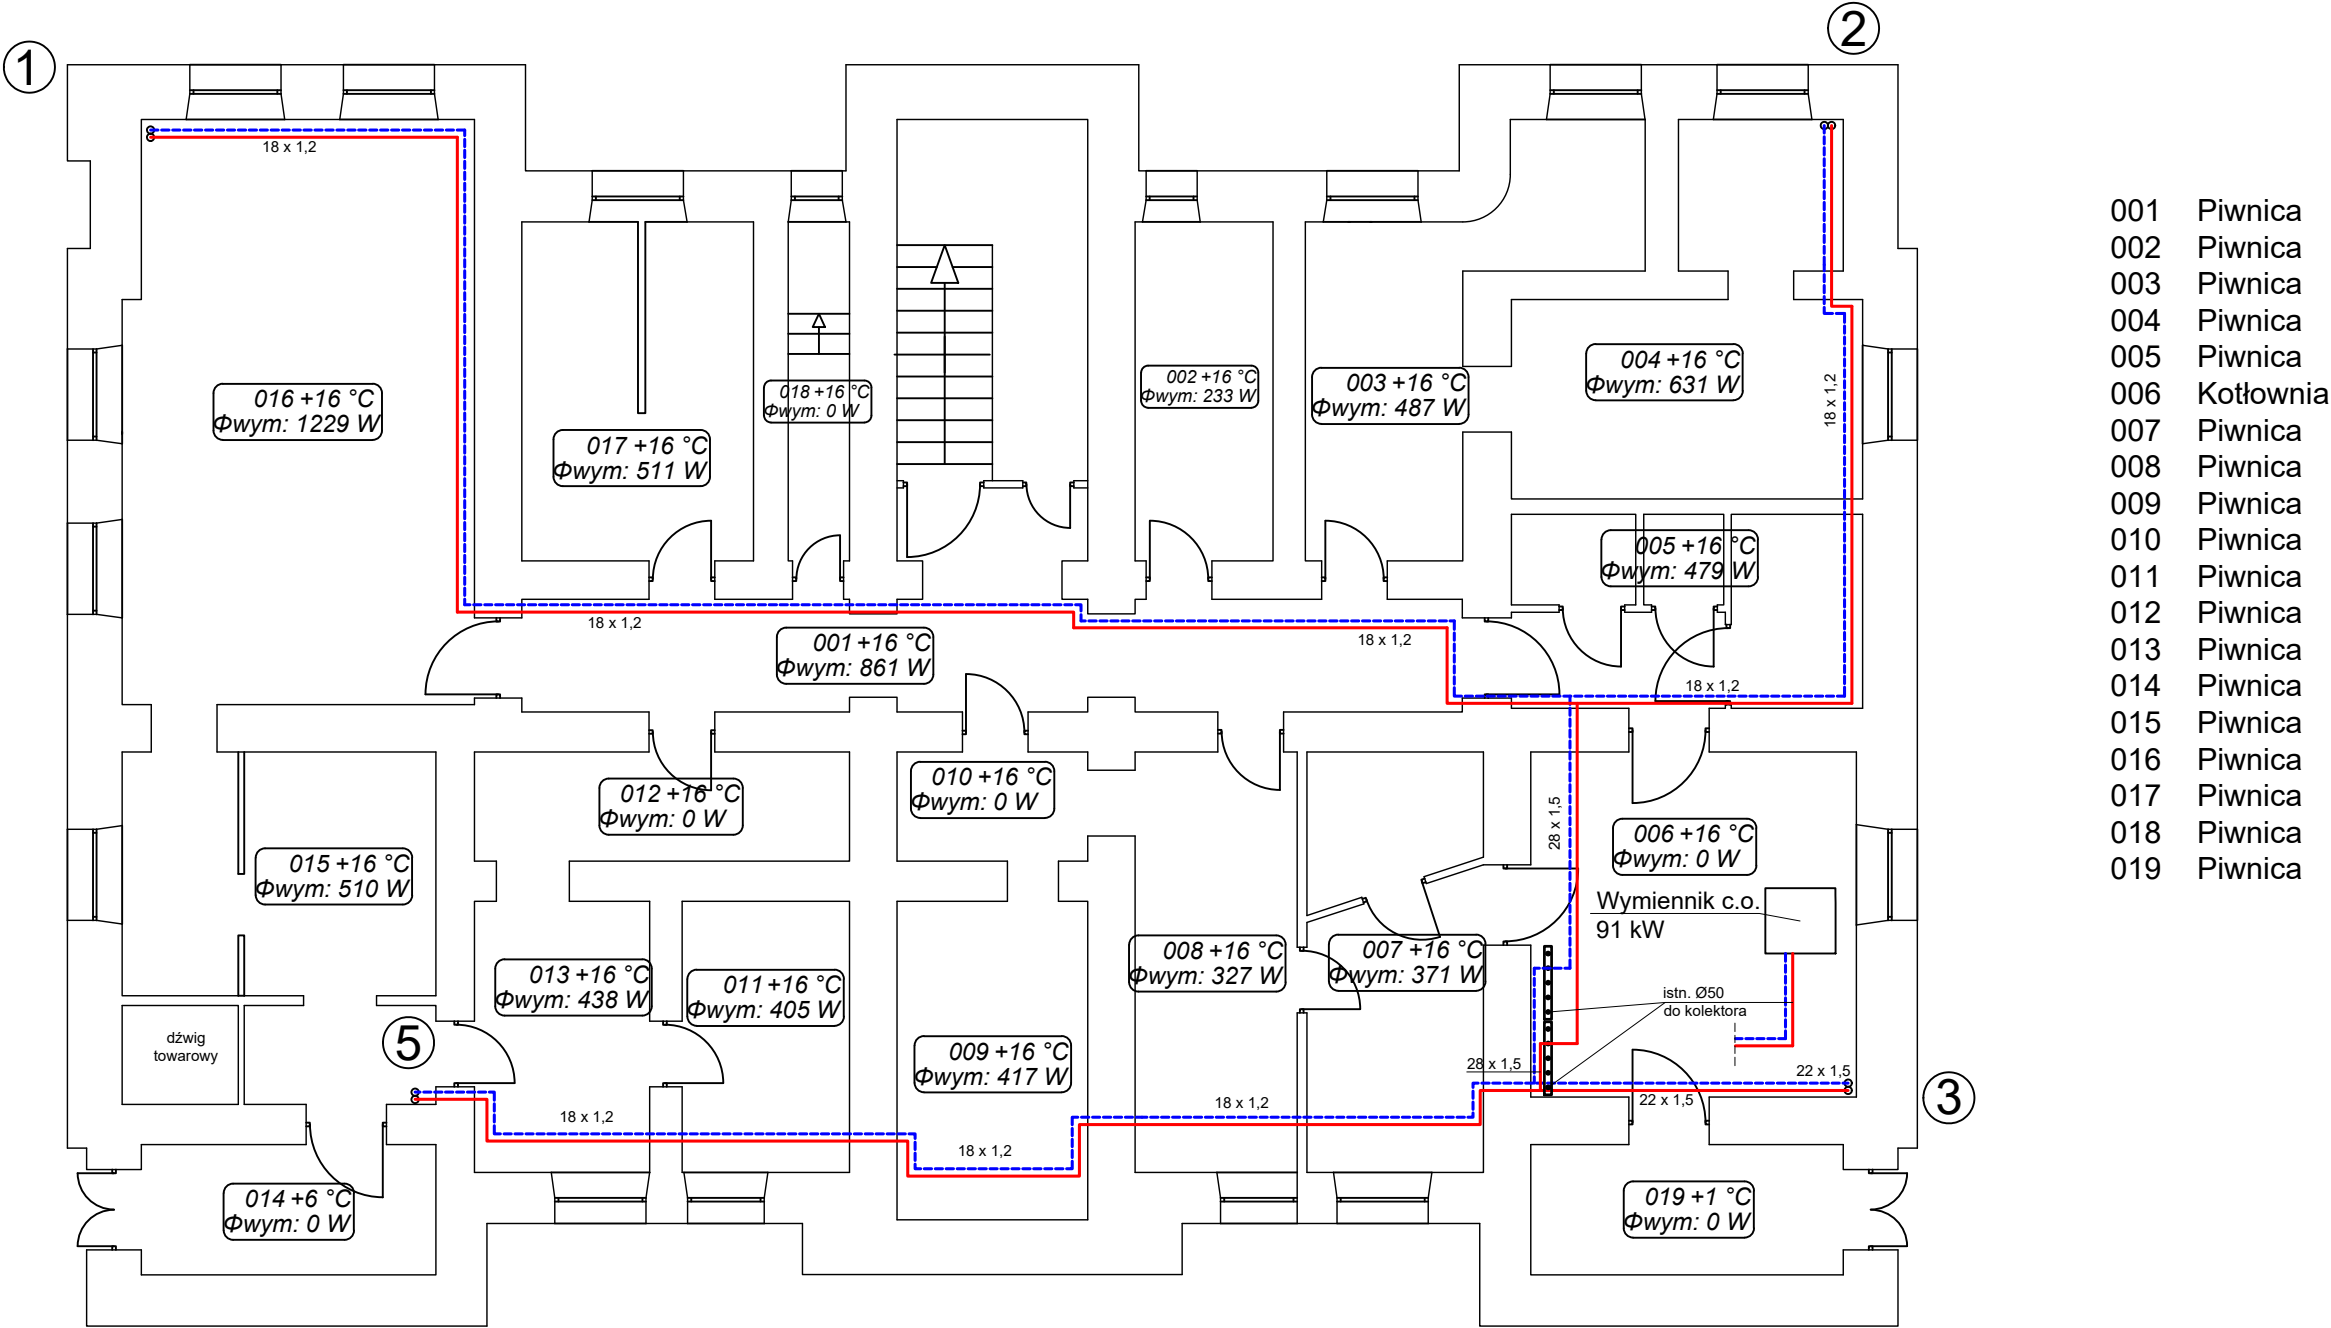 1
2
18 x 1,2
001 Piwnica
002 Piwnica
003 Piwnica
004 Piwnica
005 Piwnica
006 Kotłownia
007 Piwnica
008 Piwnica
009 Piwnica
010 Piwnica
011 Piwnica
012 Piwnica
013 Piwnica
014 Piwnica
015 Piwnica
016 Piwnica
017 Piwnica
018 Piwnica
019 Piwnica
016 +16 °C
Φwym: 1229 W
017 +16 °C
Φwym: 511 W
018 +16 °C
Φwym: 0 W
002 +16 °C
Φwym: 233 W
003 +16 °C
Φwym: 487 W
004 +16 °C
Φwym: 631 W
18 x 1,2
005 +16 °C
Φwym: 479 W
18 x 1,2
001 +16 °C
Φwym: 861 W
18 x 1,2
18 x 1,2
012 +16 °C
Φwym: 0 W
010 +16 °C
Φwym: 0 W
28 x 1,5
006 +16 °C
Φwym: 0 W
015 +16 °C
Φwym: 510 W
Wymiennik c.o.
91 kW
013 +16 °C
Φwym: 438 W
011 +16 °C
Φwym: 405 W
008 +16 °C
Φwym: 327 W
007 +16 °C
Φwym: 371 W
istn. Ø50
do kolektora
dźwig
towarowy
5
009 +16 °C
Φwym: 417 W
28 x 1,5
22 x 1,5
22 x 1,5
3
18 x 1,2
18 x 1,2
18 x 1,2
014 +6 °C
Φwym: 0 W
019 +1 °C
Φwym: 0 W